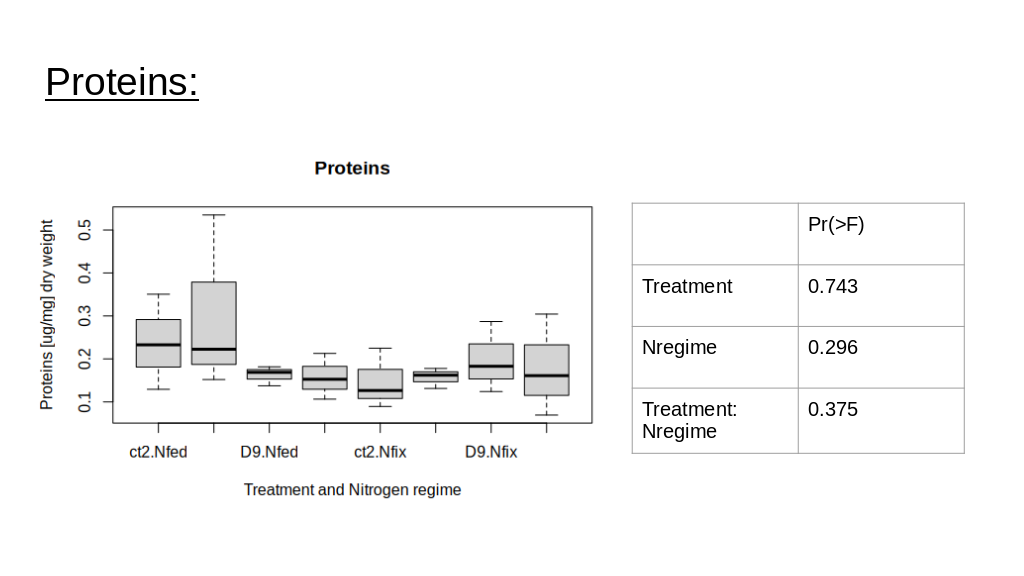 Proteins:
Proteins
Proteins [ug/mg] dry weight
0.5
0.4
0.3
0.2
0.1
ct2.Nfed D9.Nfed ct2.Nfix D9.Nfix
Treatment and Nitrogen regime
Pr(>F)
Treatment 0.743
Nregime 0.296
Treatment: 0.375
Nregime